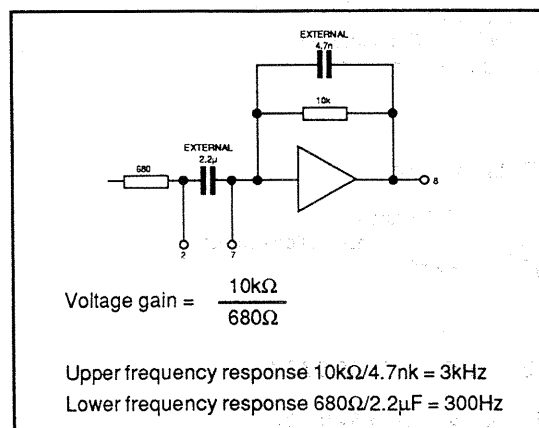 EXTERNAL
4.7n
10k
EXTERNAL
2.2µ
680
8
2
7
Voltage gain = 10kΩ
680Ω
Upper frequency response 10kΩ/4.7nk = 3kHz
Lower frequency response 680Ω/2.2µF = 300Hz